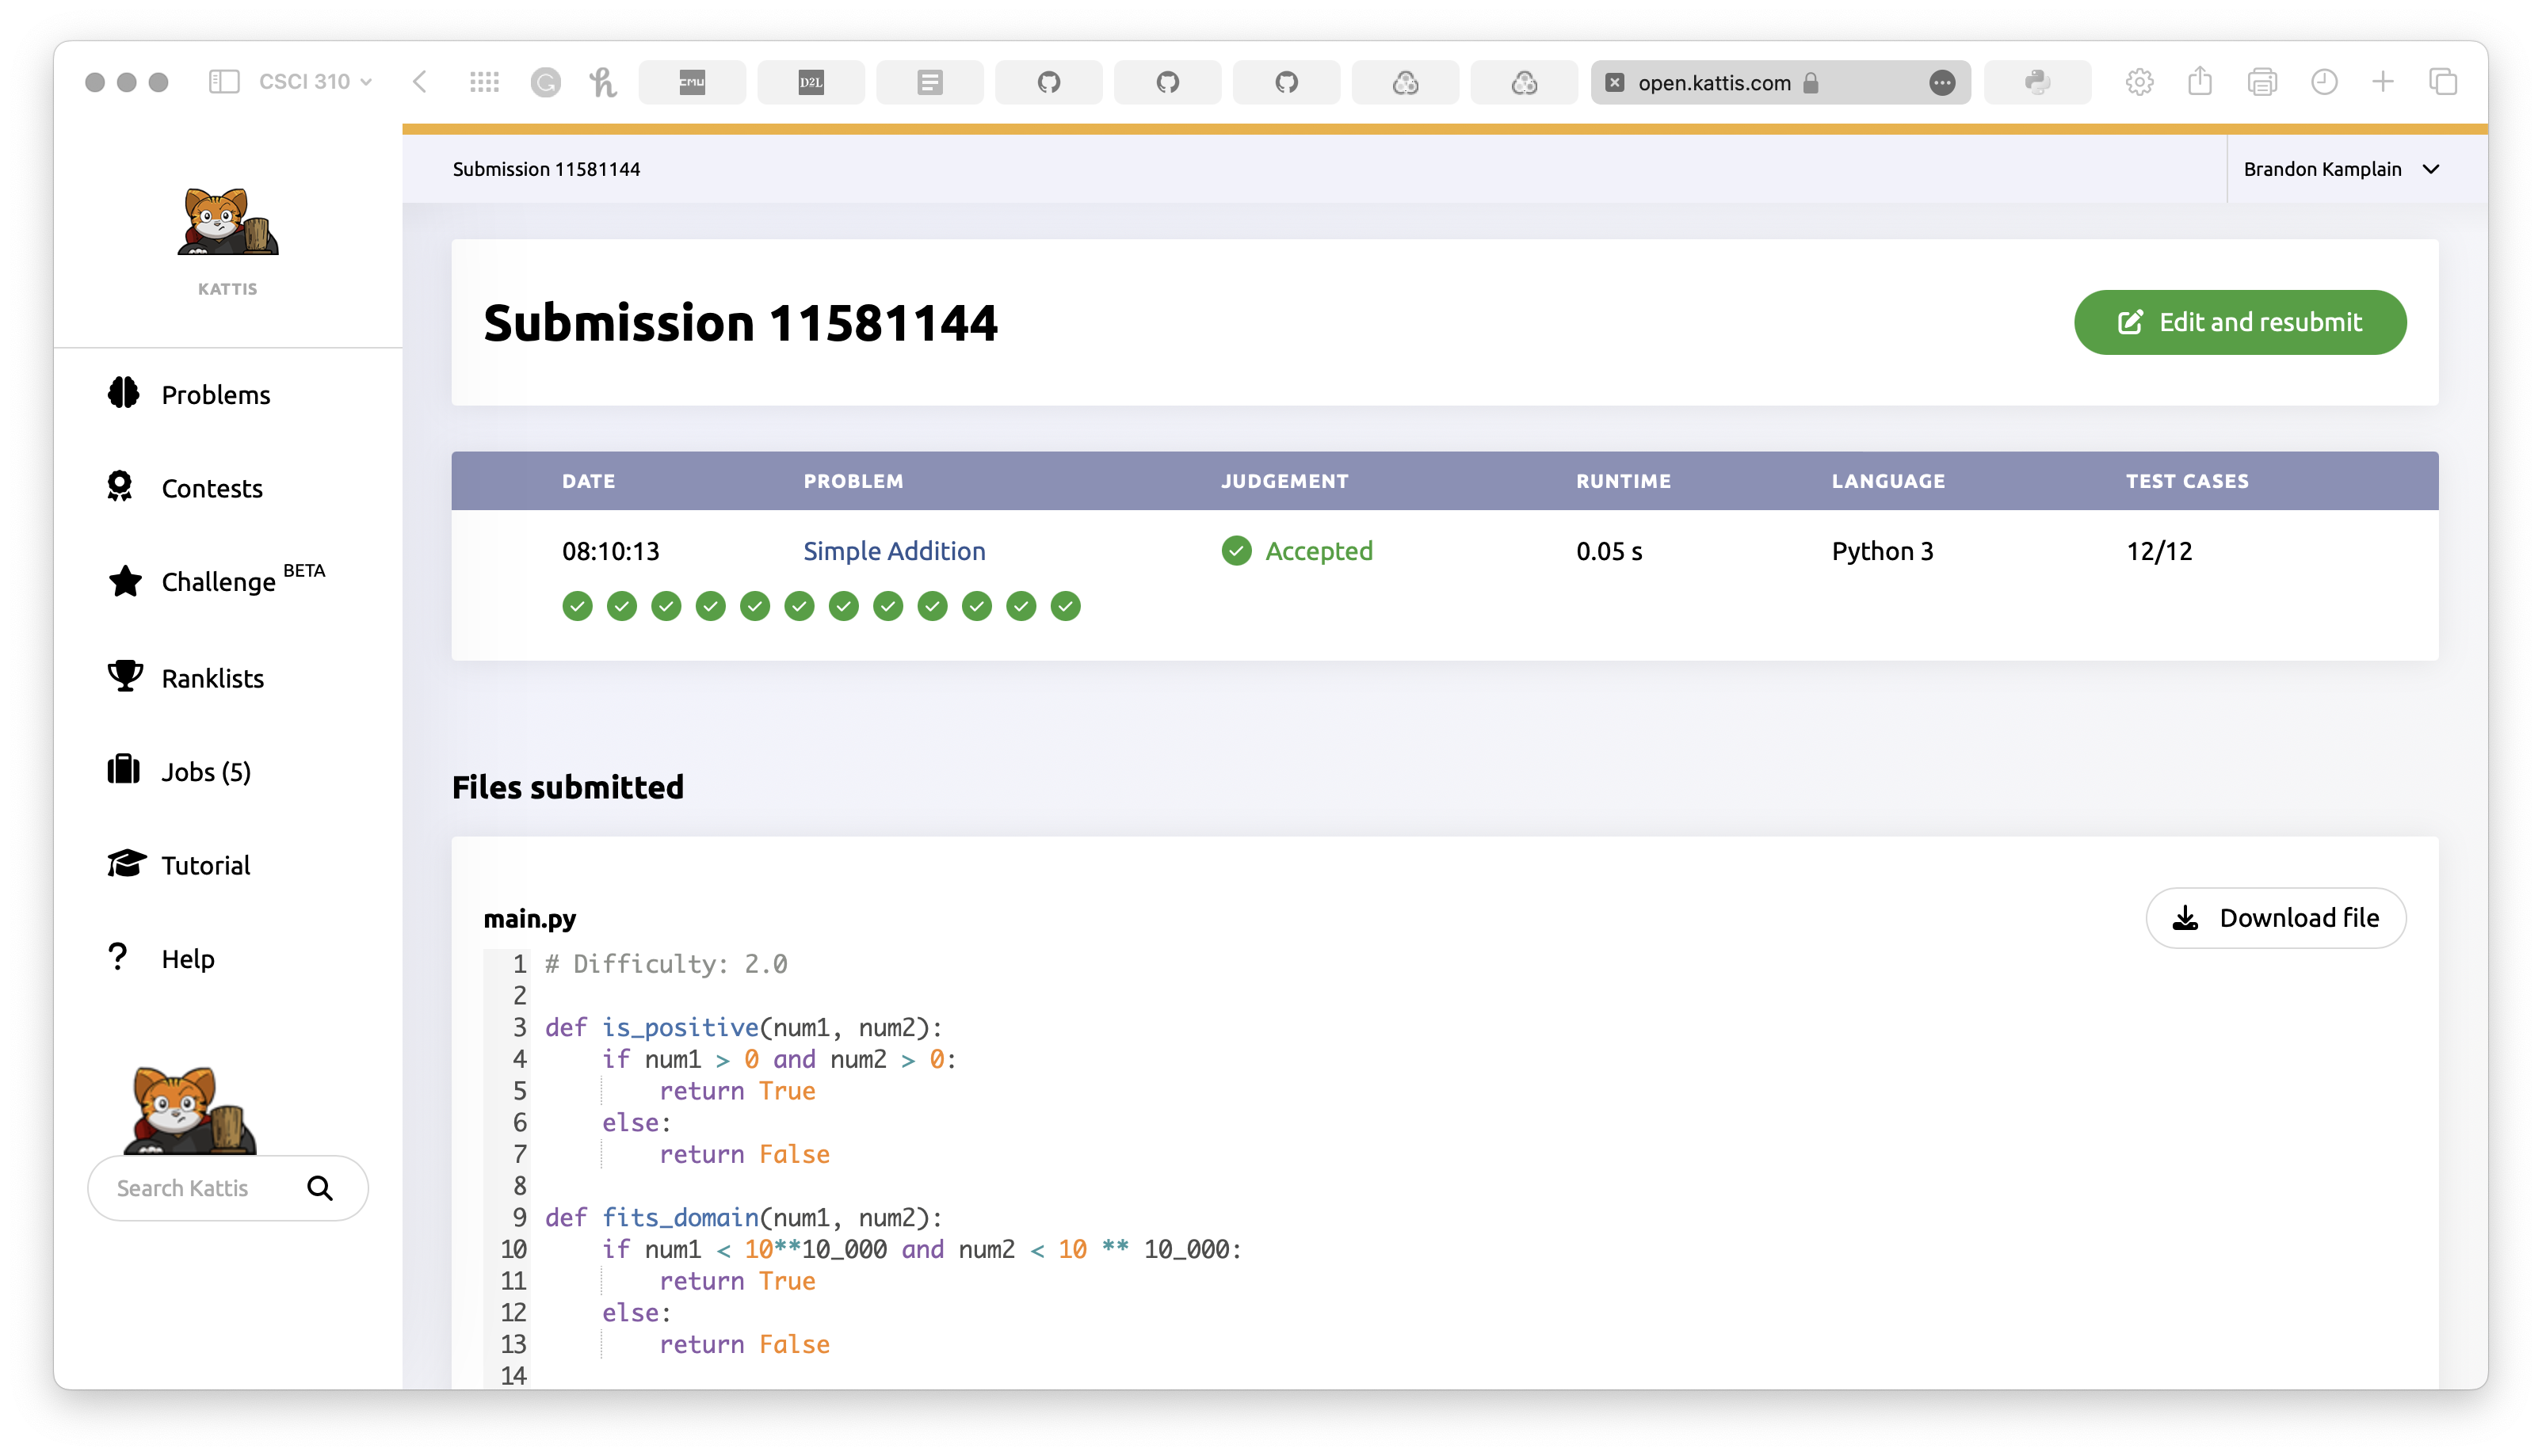 CSCI 310
CMU
D2L
open.kattis.com
Submission 11581144
Brandon Kamplain
KATTIS
Submission 11581144
Edit and resubmit
Problems
Contests
Challenge BETA
Ranklists
Jobs (5)
Tutorial
Help
Search Kattis
DATE PROBLEM JUDGEMENT RUNTIME LANGUAGE TEST CASES
08:10:13 Simple Addition Accepted 0.05 s Python 3 12/12
Files submitted
main.py
Download file
1 # Difficulty: 2.0
2
3 def is_positive(num1, num2):
4     if num1 > 0 and num2 > 0:
5         return True
6     else:
7         return False
8
9 def fits_domain(num1, num2):
10     if num1 < 10**10_000 and num2 < 10 ** 10_000:
11         return True
12     else:
13         return False
14